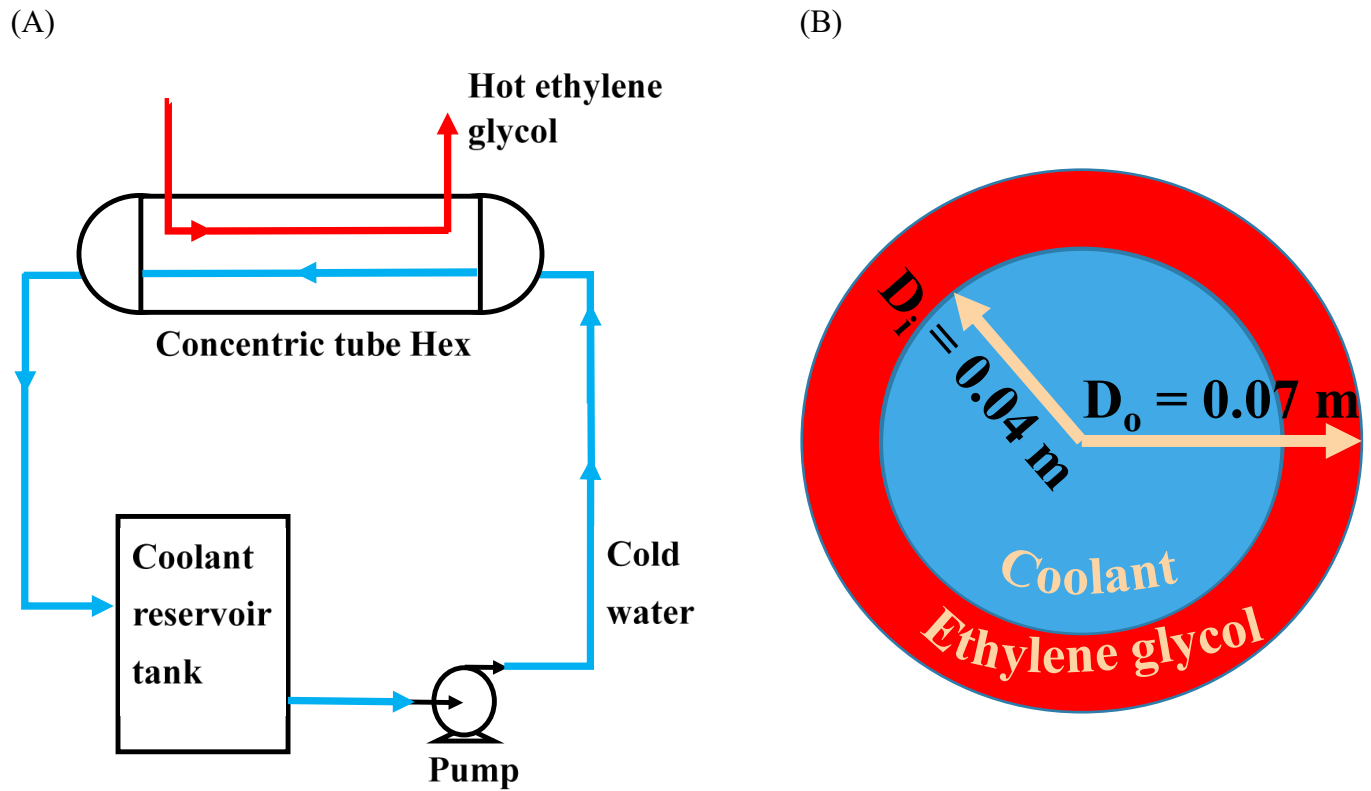 (A)
(B)
Hot ethylene
glycol
Concentric tube Hex
Coolant
reservoir
tank
Cold
water
Pump
Dᵢ = 0.04 m
Dₒ = 0.07 m
Coolant
Ethylene glycol